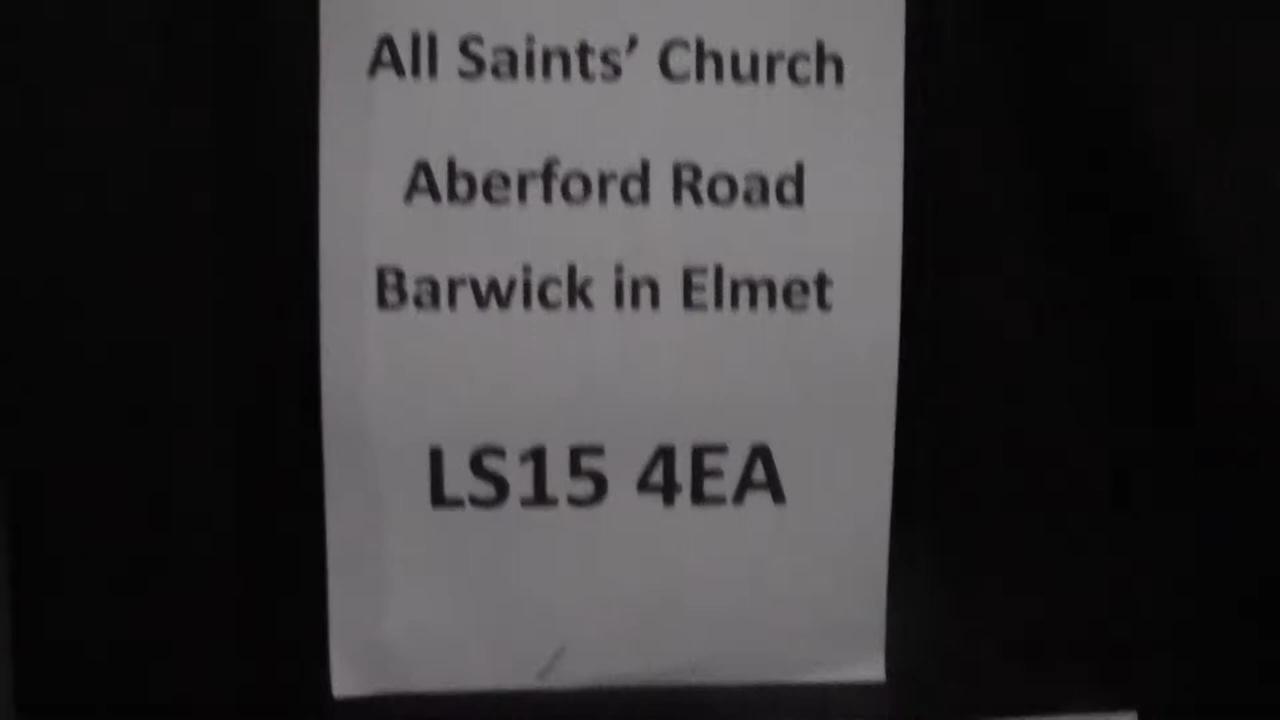 All Saints’ Church
Aberford Road
Barwick in Elmet
LS15 4EA